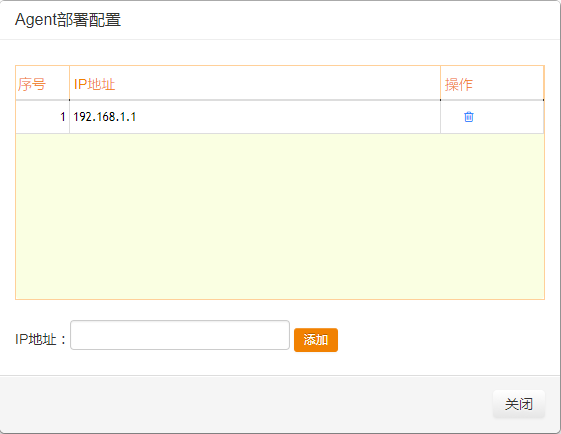 Agent部署配置
序号 IP地址 操作
1 192.168.1.1
IP地址： 添加
关闭